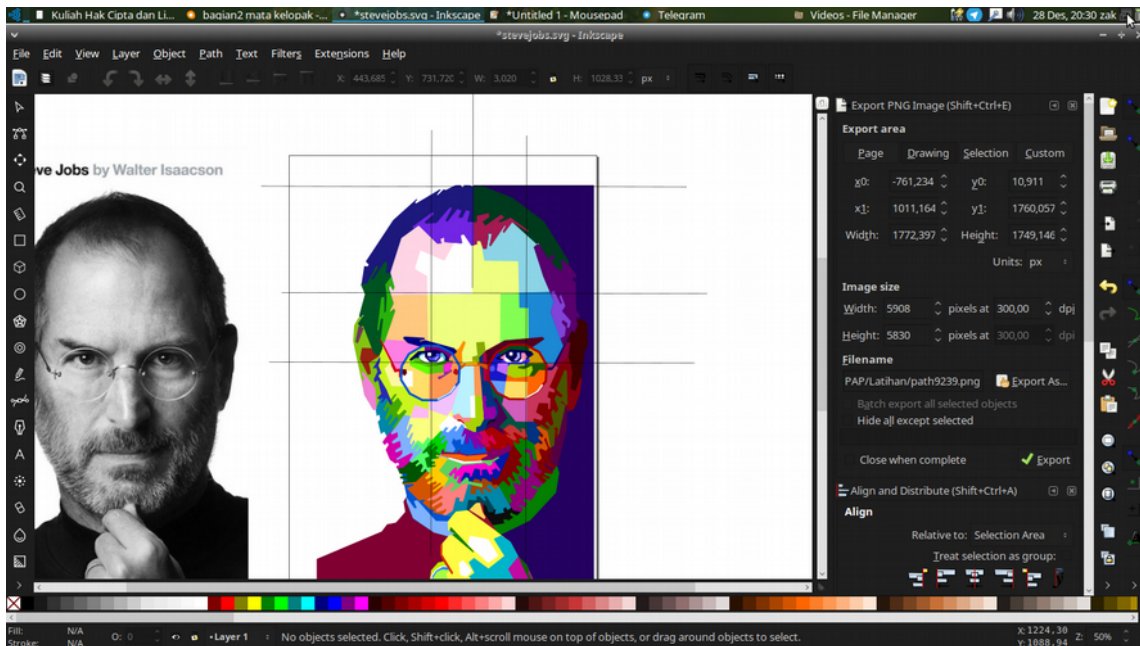 Kuliah Hak Cipta dan Li... bagian2 mata kelopak -... *stevejobs.svg - Inkscape *Untitled 1 - Mousepad Telegram Videos - File Manager 28 Des, 20:30 zak
*stevejobs.svg - Inkscape
File Edit View Layer Object Path Text Filters Extensions Help
X: 443,685 Y: 731,72 W: 3,020 H: 1028,33 px
ve Jobs by Walter Isaacson
Export PNG Image (Shift+Ctrl+E)
Export area
Page Drawing Selection Custom
x0: -761,234 y0: 10,911
x1: 1011,164 y1: 1760,057
Width: 1772,397 Height: 1749,146
Units: px
Image size
Width: 5908 pixels at 300,00 dpi
Height: 5830 pixels at 300,00 dpi
Filename
PAP/Latihan/path9239.png Export As...
Batch export all selected objects
Hide all except selected
Close when complete Export
Align and Distribute (Shift+Ctrl+A)
Align
Relative to: Selection Area
Treat selection as group:
Fill: N/A
Stroke: N/A
O: 0 •Layer 1 No objects selected. Click, Shift+click, Alt+scroll mouse on top of objects, or drag around objects to select.
X:1224,30
Y:1088,94
Z: 50%